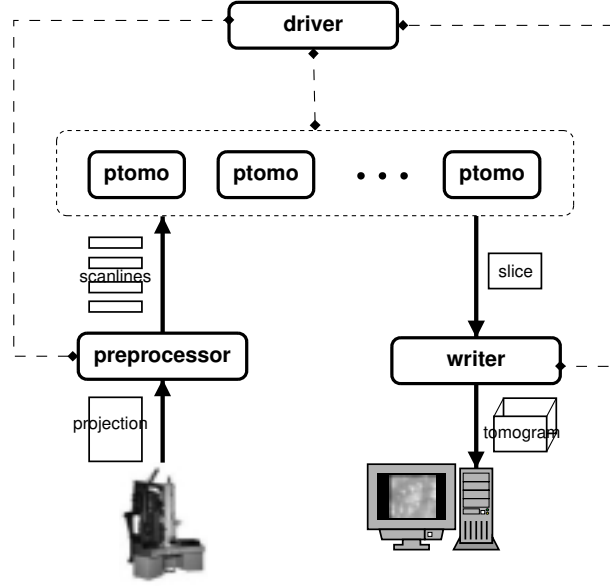 driver
ptomo
ptomo
• • •
ptomo
scanlines
slice
preprocessor
writer
projection
tomogram